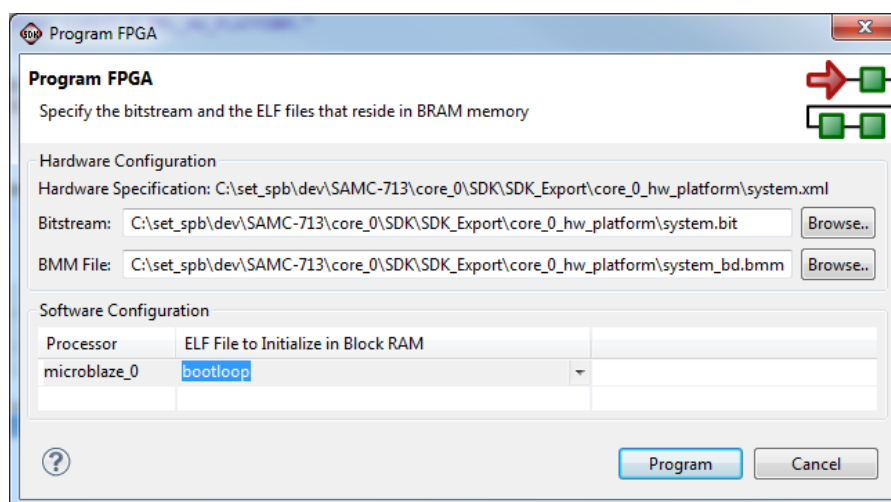 SDK Program FPGA
Program FPGA
Specify the bitstream and the ELF files that reside in BRAM memory
Hardware Configuration
Hardware Specification: C:\set_spb\dev\SAMC-713\core_0\SDK\SDK_Export\core_0_hw_platform\system.xml
Bitstream: C:\set_spb\dev\SAMC-713\core_0\SDK\SDK_Export\core_0_hw_platform\system.bit Browse..
BMM File: C:\set_spb\dev\SAMC-713\core_0\SDK\SDK_Export\core_0_hw_platform\system_bd.bmm Browse..
Software Configuration
Processor ELF File to Initialize in Block RAM
microblaze_0 bootloop
? Program Cancel